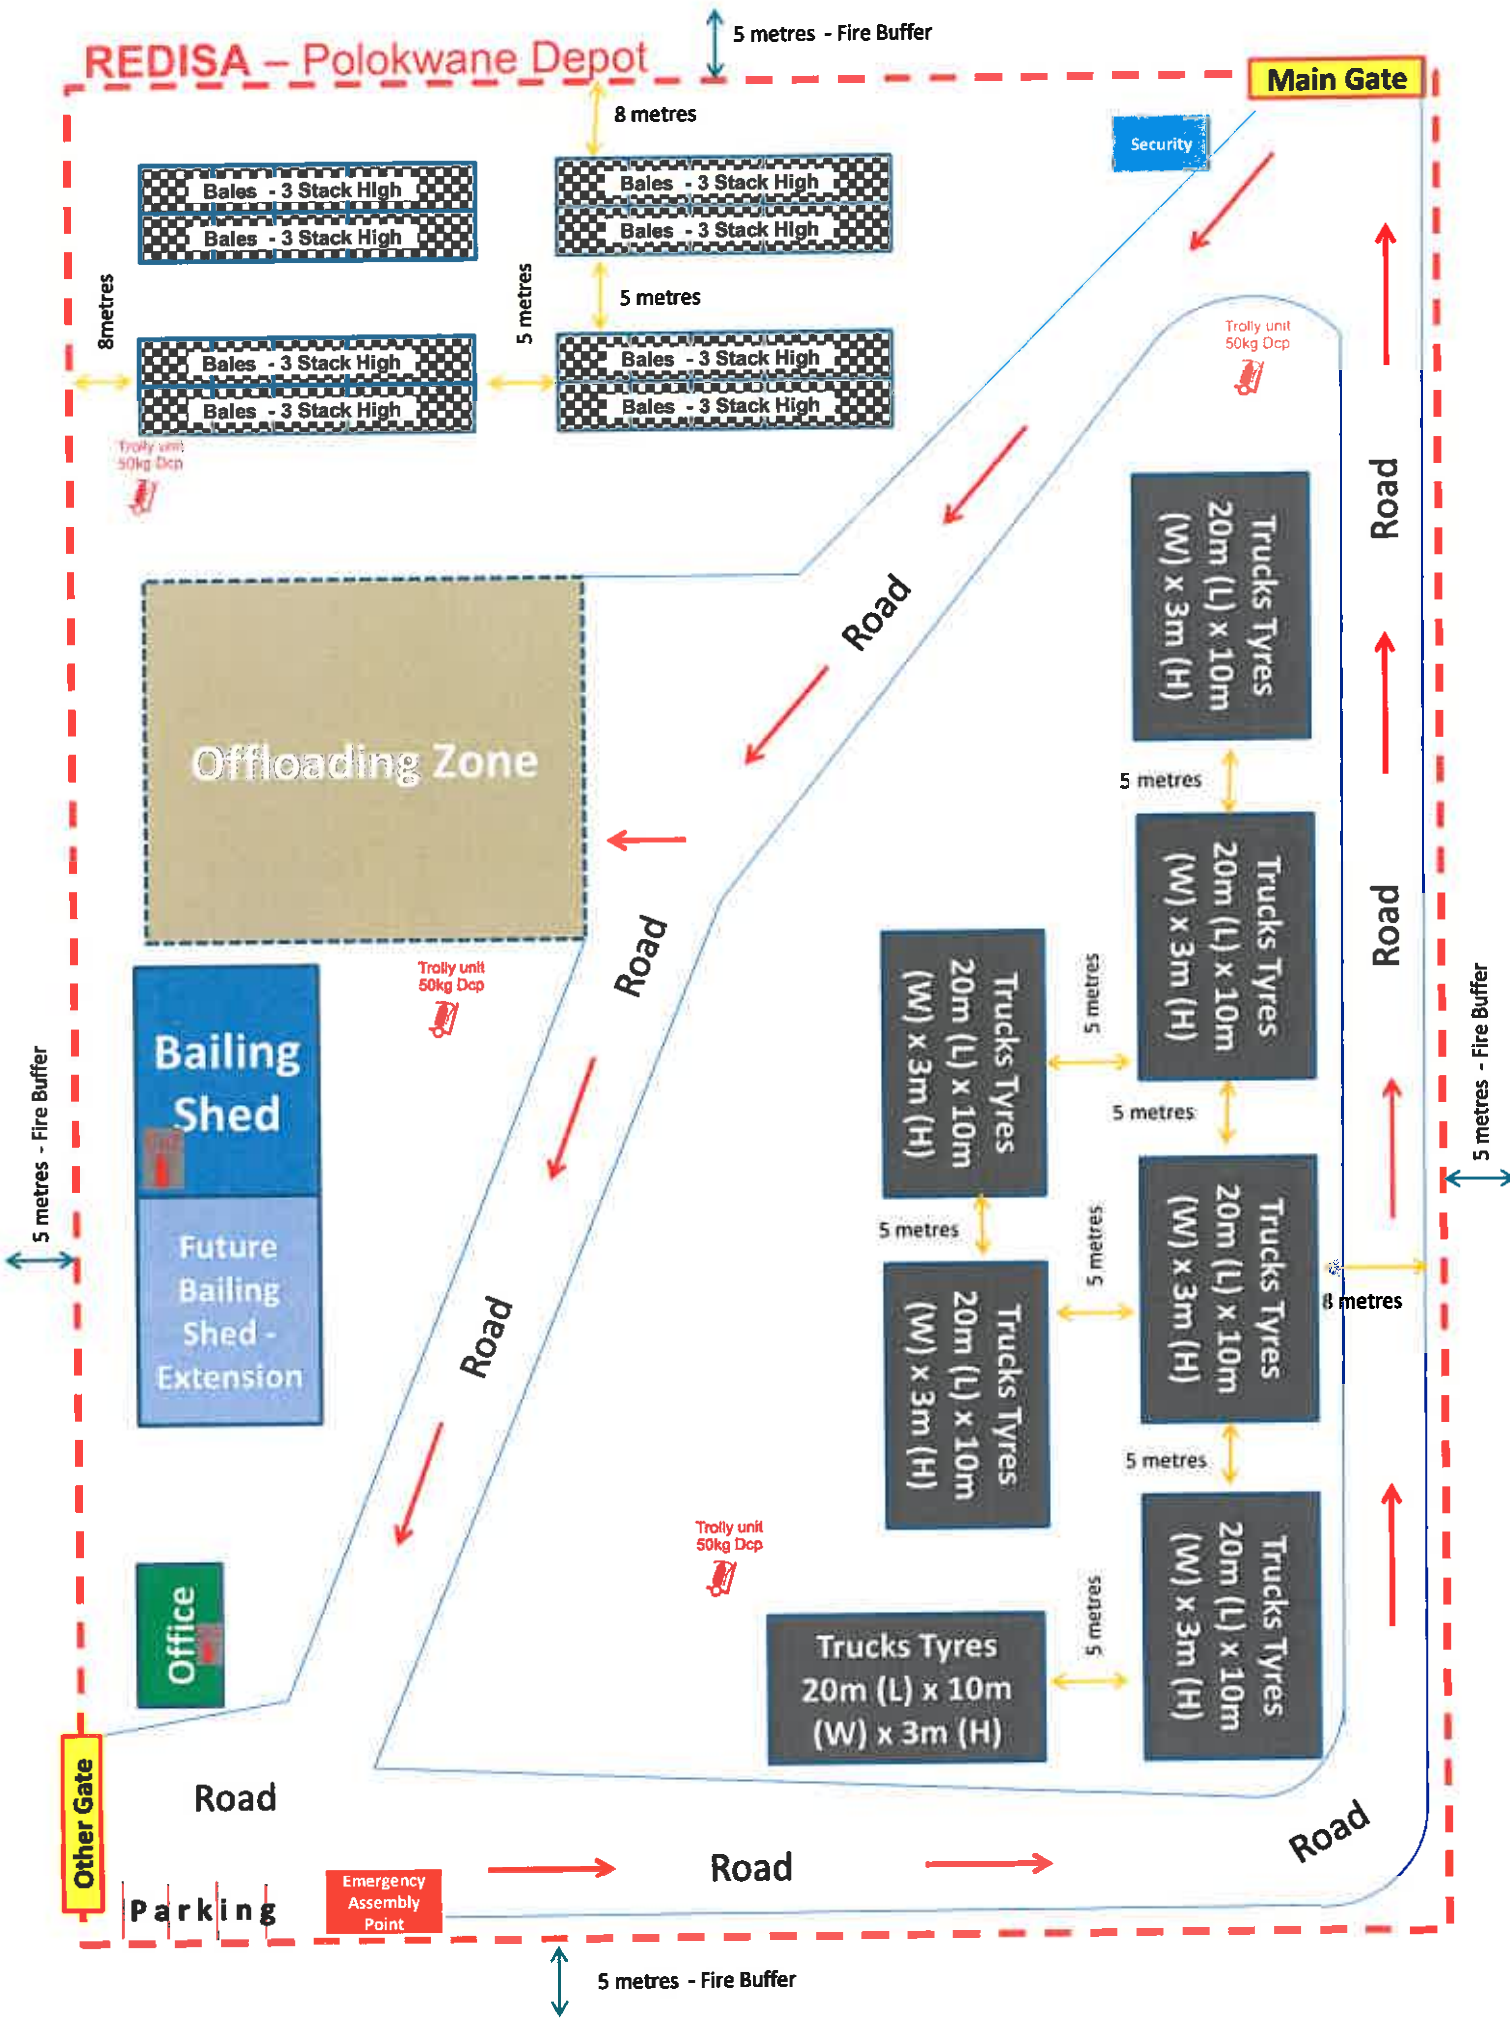 5 metres - Fire Buffer
REDISA – Polokwane Depot
Main Gate
8 metres
Security
Bales - 3 Stack High
Bales - 3 Stack High
Bales - 3 Stack High
Bales - 3 Stack High
8metres
5 metres
5 metres
Bales - 3 Stack High
Bales - 3 Stack High
Bales - 3 Stack High
Bales - 3 Stack High
Trolly unit
50kg Dcp
Trolly unit
50kg Dcp
Road
Trucks Tyres
20m (L) x 10m
(W) x 3m (H)
Road
Offloading Zone
5 metres
Trucks Tyres
20m (L) x 10m
(W) x 3m (H)
Road
Road
Trolly unit
50kg Dcp
Trucks Tyres
20m (L) x 10m
(W) x 3m (H)
5 metres
5 metres
5 metres - Fire Buffer
Bailing
Shed
5 metres - Fire Buffer
Future
Bailing
Shed -
Extension
5 metres
5 metres
Trucks Tyres
20m (L) x 10m
(W) x 3m (H)
8 metres
Road
Trucks Tyres
20m (L) x 10m
(W) x 3m (H)
5 metres
Trolly unit
50kg Dcp
Trucks Tyres
20m (L) x 10m
(W) x 3m (H)
5 metres
Trucks Tyres
20m (L) x 10m
(W) x 3m (H)
Office
Other Gate
Road
Road
Road
Parking
Emergency
Assembly
Point
5 metres - Fire Buffer